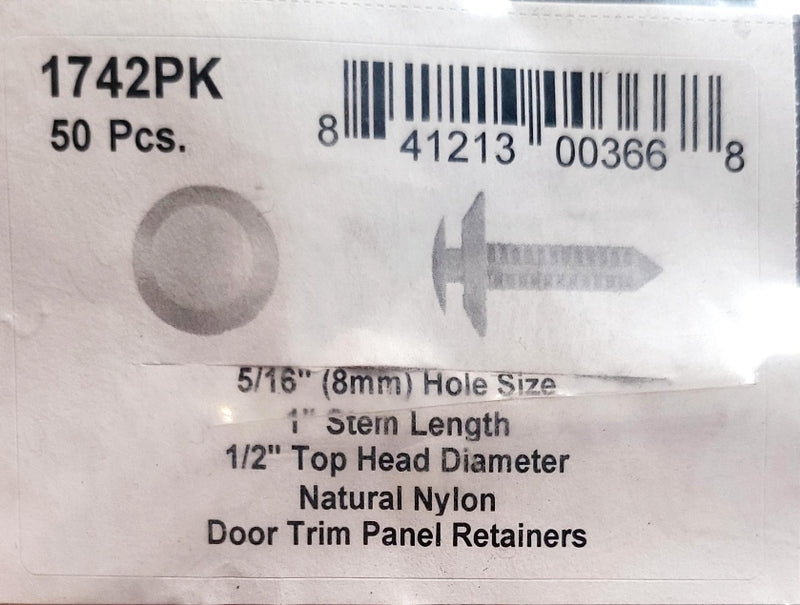 1742PK
50 Pcs.
8 41213 00366 8
5/16" (8mm) Hole Size
1" Stem Length
1/2" Top Head Diameter
Natural Nylon
Door Trim Panel Retainers